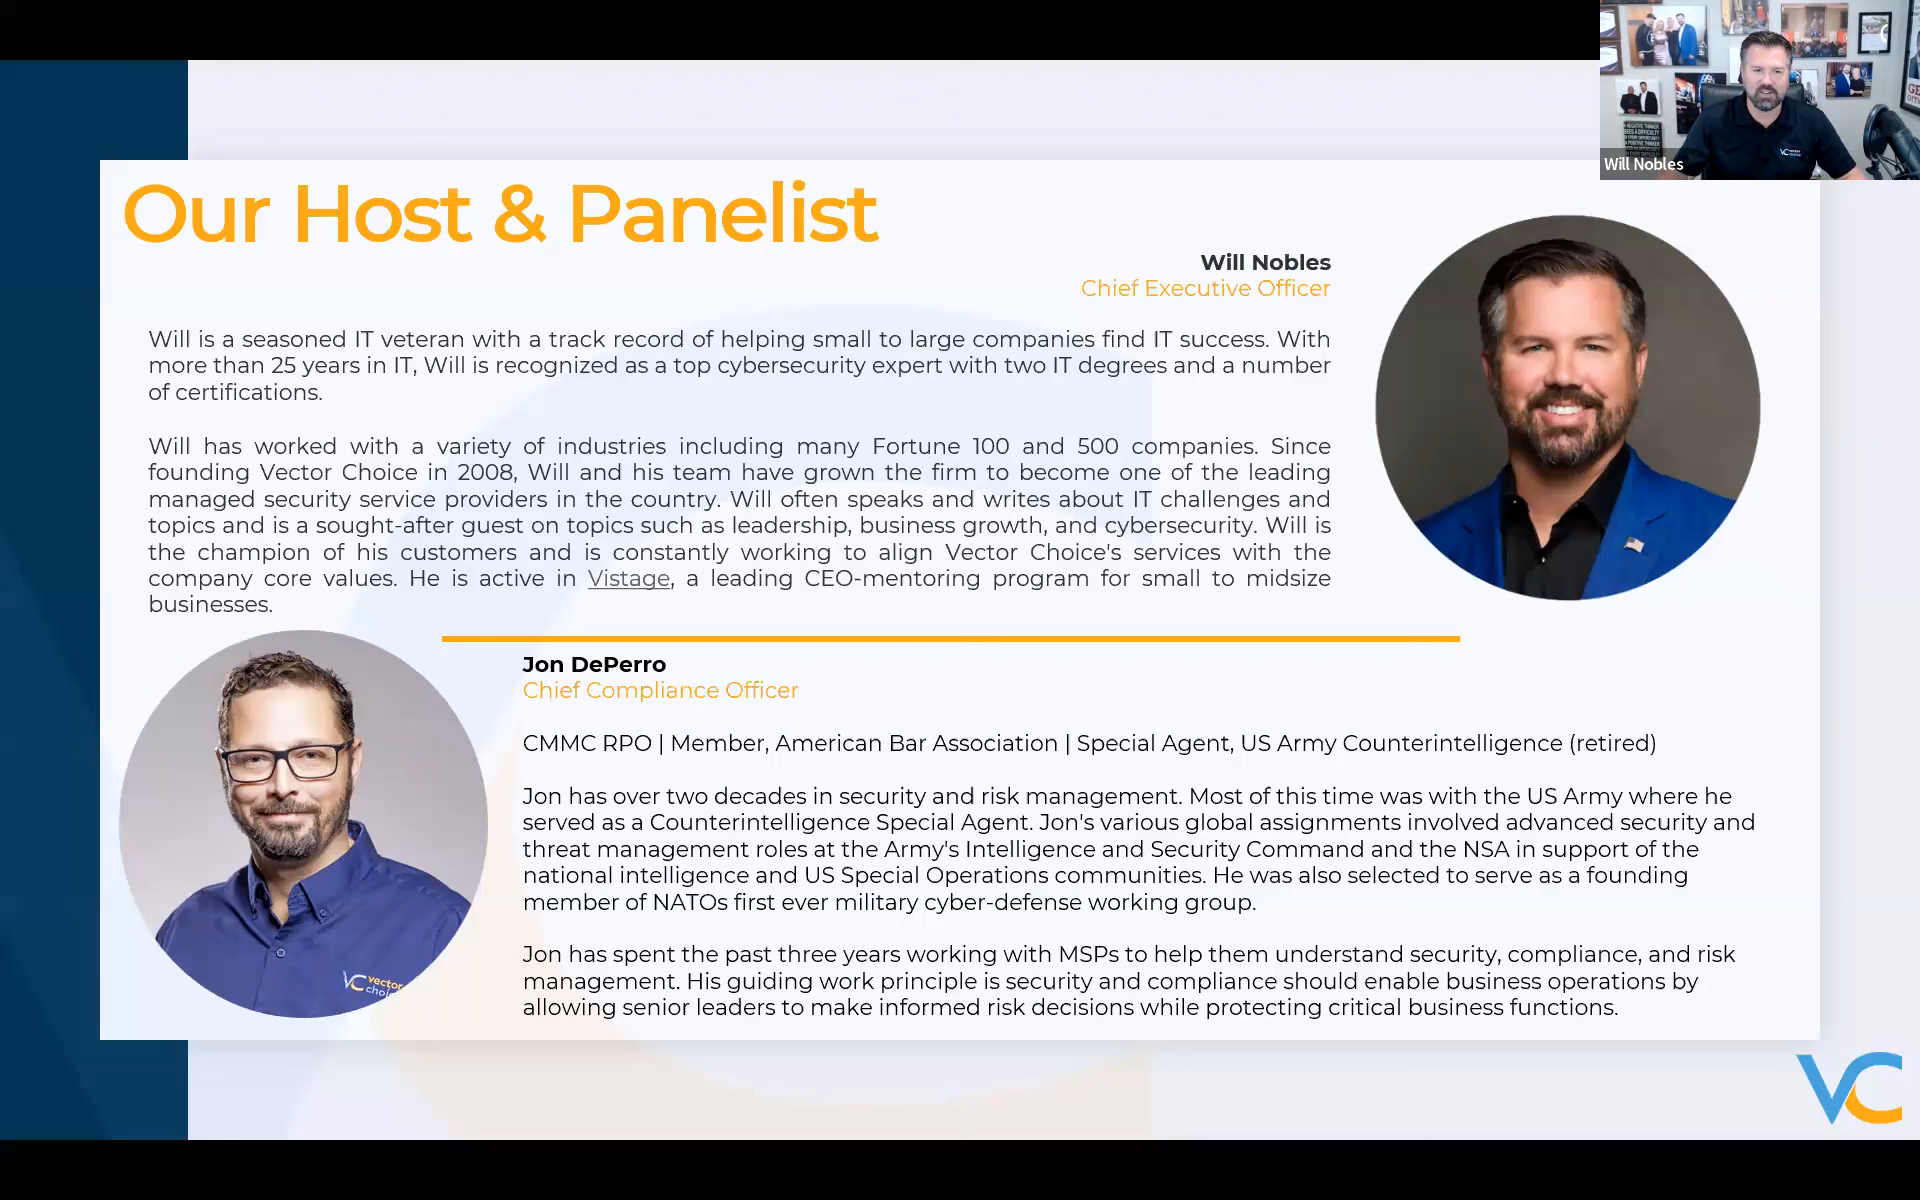 Will Nobles
Our Host & Panelist
Will Nobles
Chief Executive Officer
Will is a seasoned IT veteran with a track record of helping small to large companies find IT success. With
more than 25 years in IT, Will is recognized as a top cybersecurity expert with two IT degrees and a number
of certifications.
Will has worked with a variety of industries including many Fortune 100 and 500 companies. Since
founding Vector Choice in 2008, Will and his team have grown the firm to become one of the leading
managed security service providers in the country. Will often speaks and writes about IT challenges and
topics and is a sought-after guest on topics such as leadership, business growth, and cybersecurity. Will is
the champion of his customers and is constantly working to align Vector Choice's services with the
company core values. He is active in Vistage, a leading CEO-mentoring program for small to midsize
businesses.
Jon DePerro
Chief Compliance Officer
CMMC RPO | Member, American Bar Association | Special Agent, US Army Counterintelligence (retired)
Jon has over two decades in security and risk management. Most of this time was with the US Army where he
served as a Counterintelligence Special Agent. Jon's various global assignments involved advanced security and
threat management roles at the Army's Intelligence and Security Command and the NSA in support of the
national intelligence and US Special Operations communities. He was also selected to serve as a founding
member of NATOs first ever military cyber-defense working group.
Jon has spent the past three years working with MSPs to help them understand security, compliance, and risk
management. His guiding work principle is security and compliance should enable business operations by
allowing senior leaders to make informed risk decisions while protecting critical business functions.
VC vector
VC